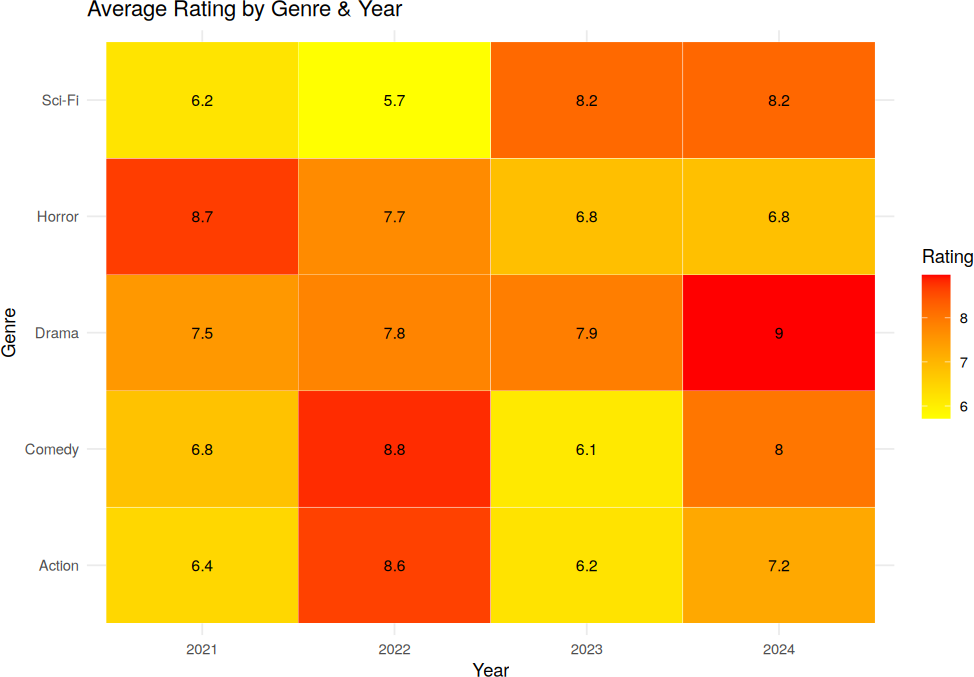 Average Rating by Genre & Year
Sci-Fi 6.2 5.7 8.2 8.2
Horror 8.7 7.7 6.8 6.8
Drama 7.5 7.8 7.9 9
Comedy 6.8 8.8 6.1 8
Action 6.4 8.6 6.2 7.2
2021 2022 2023 2024
Year
Genre
Rating
8
7
6